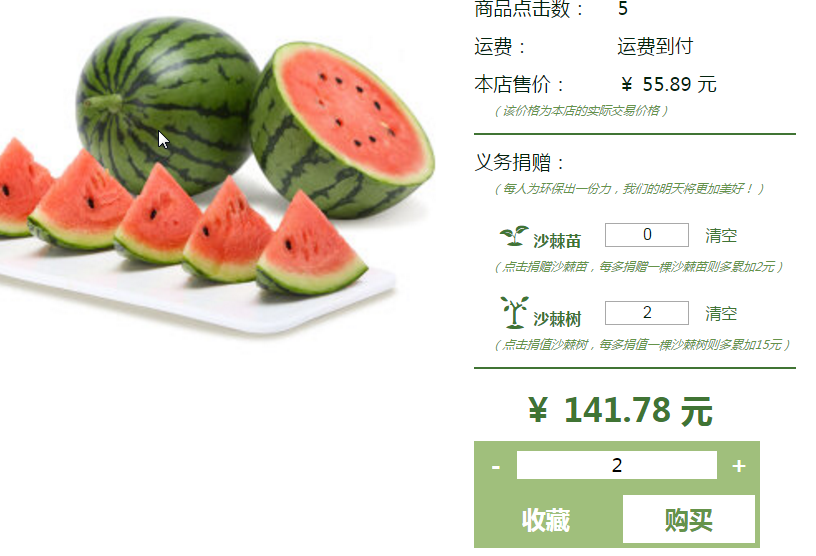 商品点击数： 5
运费： 运费到付
本店售价： ¥ 55.89 元
（该价格为本店的实际交易价格）
义务捐赠：
（每人为环保出一份力，我们的明天将更加美好！）
沙棘苗 0 清空
（点击捐赠沙棘苗，每多捐赠一棵沙棘苗则多累加2元）
沙棘树 2 清空
（点击捐值沙棘树，每多捐值一棵沙棘树则多累加15元）
¥ 141.78 元
- 2 +
收藏 购买